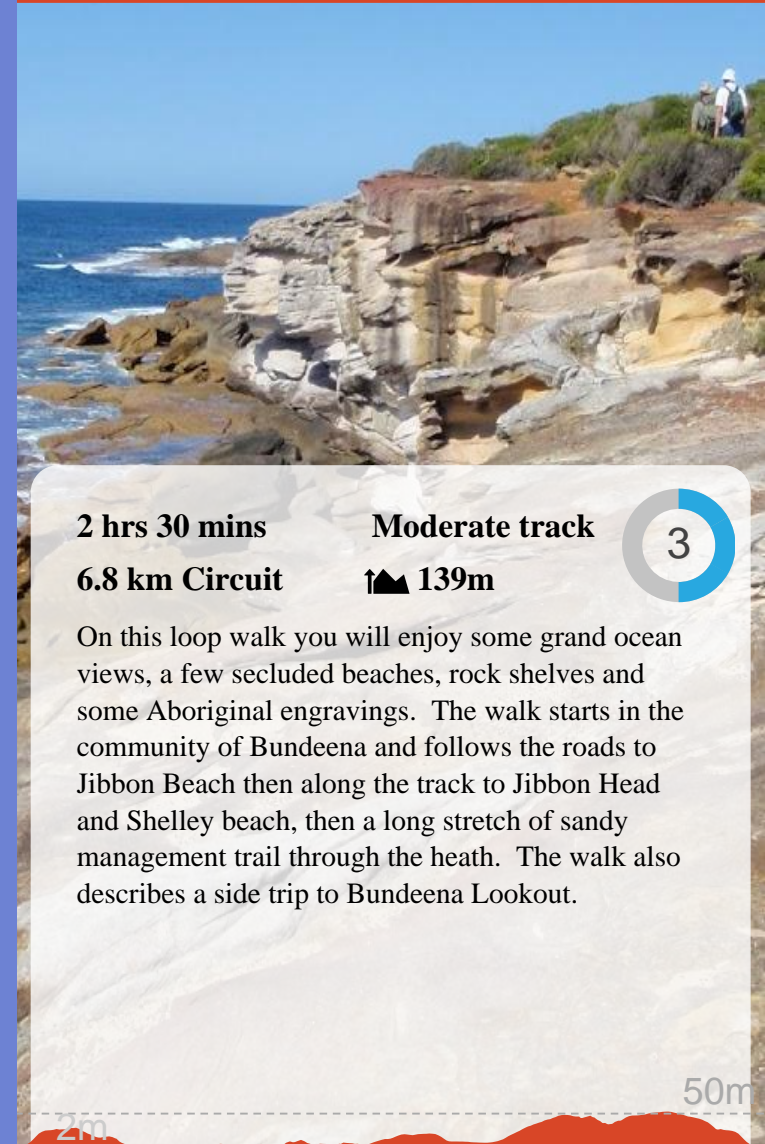 2 hrs 30 mins
Moderate track
3
6.8 km Circuit
139m
On this loop walk you will enjoy some grand ocean
views, a few secluded beaches, rock shelves and
some Aboriginal engravings.  The walk starts in the
community of Bundeena and follows the roads to
Jibbon Beach then along the track to Jibbon Head
and Shelley beach, then a long stretch of sandy
management trail through the heath.  The walk also
describes a side trip to Bundeena Lookout.
50m
2m